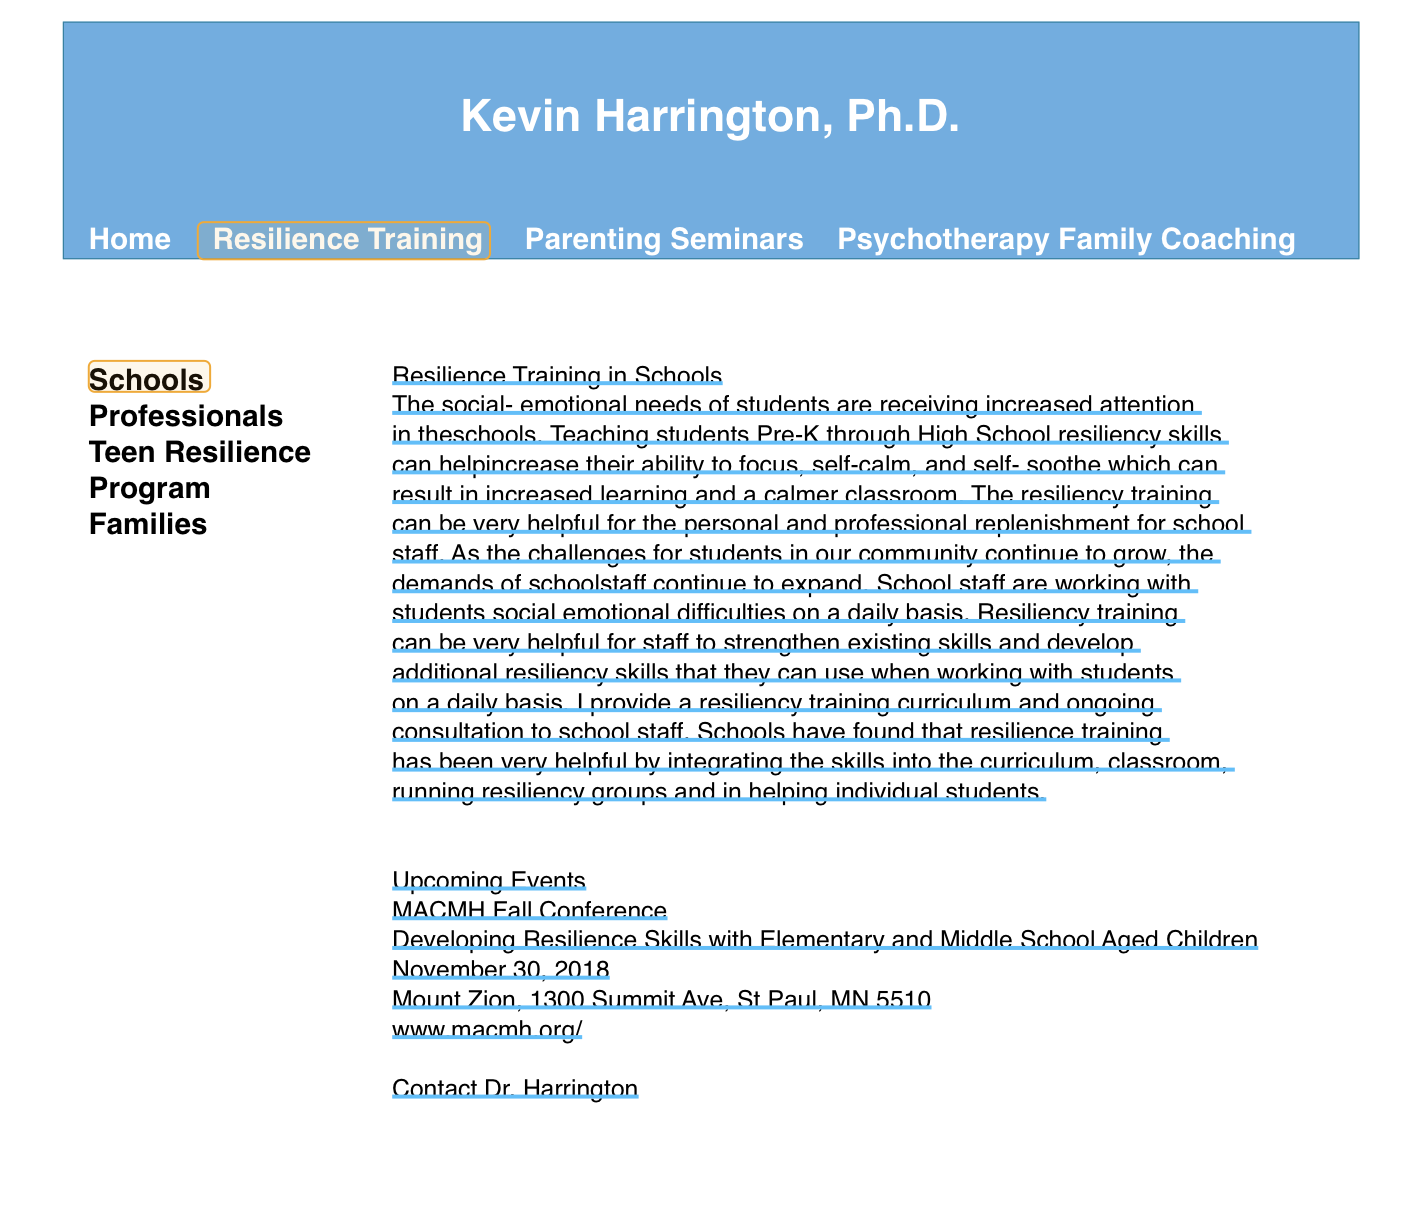 Kevin Harrington, Ph.D.
Home Resilience Training Parenting Seminars Psychotherapy Family Coaching
Schools
Professionals
Teen Resilience
Program
Families
Resilience Training in Schools
The social- emotional needs of students are receiving increased attention
in theschools. Teaching students Pre-K through High School resiliency skills
can helpincrease their ability to focus, self-calm, and self- soothe which can
result in increased learning and a calmer classroom. The resiliency training
can be very helpful for the personal and professional replenishment for school
staff. As the challenges for students in our community continue to grow, the
demands of schoolstaff continue to expand. School staff are working with
students social emotional difficulties on a daily basis. Resiliency training
can be very helpful for staff to strengthen existing skills and develop
additional resiliency skills that they can use when working with students
on a daily basis. I provide a resiliency training curriculum and ongoing
consultation to school staff. Schools have found that resilience training
has been very helpful by integrating the skills into the curriculum, classroom,
running resiliency groups and in helping individual students.
Upcoming Events
MACMH Fall Conference
Developing Resilience Skills with Elementary and Middle School Aged Children
November 30, 2018
Mount Zion, 1300 Summit Ave, St Paul, MN 5510
www.macmh.org/
Contact Dr. Harrington